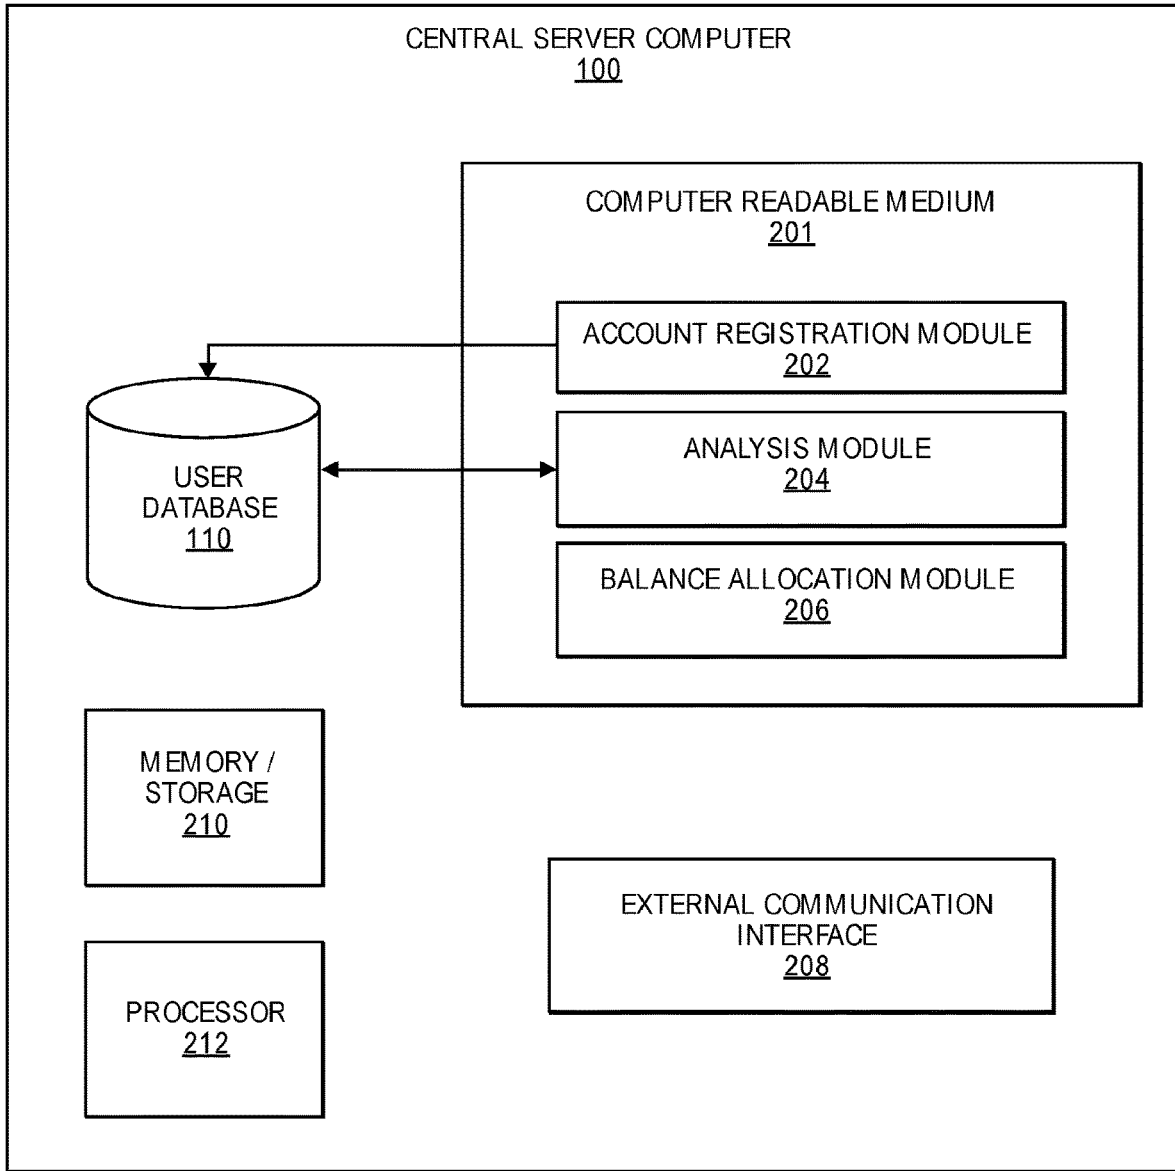 CENTRAL SERVER COMPUTER
100
COMPUTER READABLE MEDIUM
201
ACCOUNT REGISTRATION MODULE
202
ANALYSIS MODULE
204
BALANCE ALLOCATION MODULE
206
USER
DATABASE
110
MEMORY /
STORAGE
210
EXTERNAL COMMUNICATION
INTERFACE
208
PROCESSOR
212